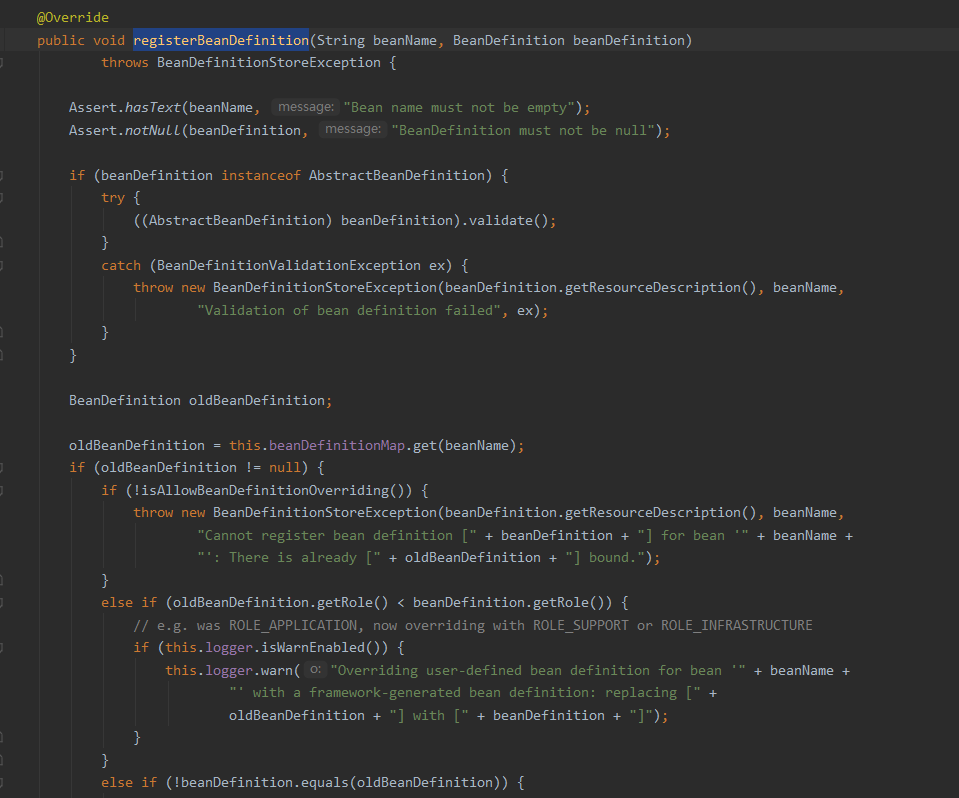 @Override
public void registerBeanDefinition(String beanName, BeanDefinition beanDefinition)
        throws BeanDefinitionStoreException {
    Assert.hasText(beanName, message: "Bean name must not be empty");
    Assert.notNull(beanDefinition, message: "BeanDefinition must not be null");
    if (beanDefinition instanceof AbstractBeanDefinition) {
        try {
            ((AbstractBeanDefinition) beanDefinition).validate();
        }
        catch (BeanDefinitionValidationException ex) {
            throw new BeanDefinitionStoreException(beanDefinition.getResourceDescription(), beanName,
                    "Validation of bean definition failed", ex);
        }
    }
    BeanDefinition oldBeanDefinition;
    oldBeanDefinition = this.beanDefinitionMap.get(beanName);
    if (oldBeanDefinition != null) {
        if (!isAllowBeanDefinitionOverriding()) {
            throw new BeanDefinitionStoreException(beanDefinition.getResourceDescription(), beanName,
                    "Cannot register bean definition [" + beanDefinition + "] for bean '" + beanName +
                    "': There is already [" + oldBeanDefinition + "] bound.");
        }
        else if (oldBeanDefinition.getRole() < beanDefinition.getRole()) {
            // e.g. was ROLE_APPLICATION, now overriding with ROLE_SUPPORT or ROLE_INFRASTRUCTURE
            if (this.logger.isWarnEnabled()) {
                this.logger.warn( o: "Overriding user-defined bean definition for bean '" + beanName +
                        "' with a framework-generated bean definition: replacing [" +
                        oldBeanDefinition + "] with [" + beanDefinition + "]");
            }
        }
        else if (!beanDefinition.equals(oldBeanDefinition)) {